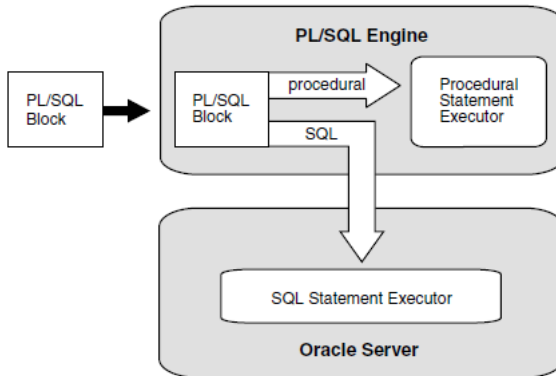 PL/SQL Engine
PL/SQL
Block
PL/SQL
Block
procedural
SQL
Procedural
Statement
Executor
SQL Statement Executor
Oracle Server